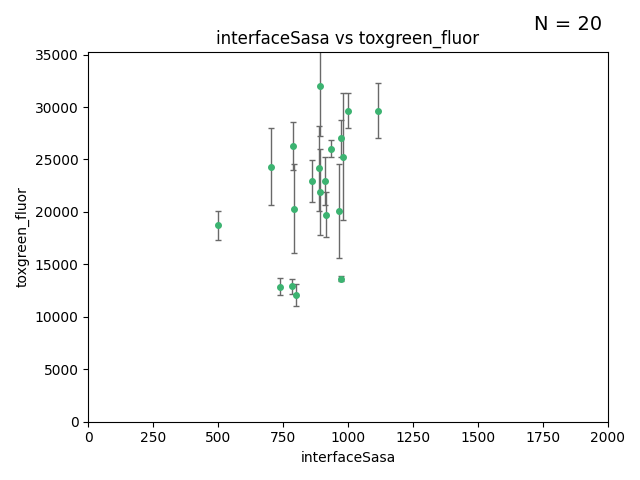 N = 20
interfaceSasa vs toxgreen_fluor
35000
30000
25000
20000
15000
10000
5000
0
toxgreen_fluor
0 250 500 750 1000 1250 1500 1750 2000
interfaceSasa